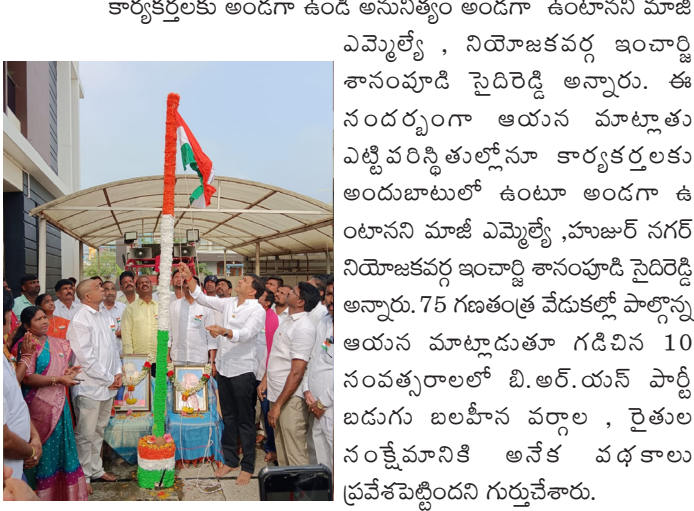 కార్యకర్తలకు అండగా ఉండి అనునిత్యం అండగా ఉంటానని మాజీ
ఎమ్మెల్యే , నియోజకవర్గ ఇంచార్జి
శానంపూడి సైదిరెడ్డి అన్నారు. ఈ
సందర్భంగా ఆయన మాట్లాతు
ఎట్టిపరిస్థితుల్లోనూ కార్యకర్తలకు
అందుబాటులో ఉంటూ అండగా ఉ
ంటానని మాజీ ఎమ్మెల్యే ,హుజుర్ నగర్
నియోజకవర్గ ఇంచార్జి శానంపూడి సైదిరెడ్డి
అన్నారు. 75 గణతంత్ర వేడుకల్లో పాల్గొన్న
ఆయన మాట్లాడుతూ గడిచిన 10
సంవత్సరాలలో బి.అర్.యస్ పార్టీ
బడుగు బలహీన వర్గాల , రైతుల
సంక్షేమానికి అనేక పథకాలు
ప్రవేశపెట్టిందని గుర్తుచేశారు.